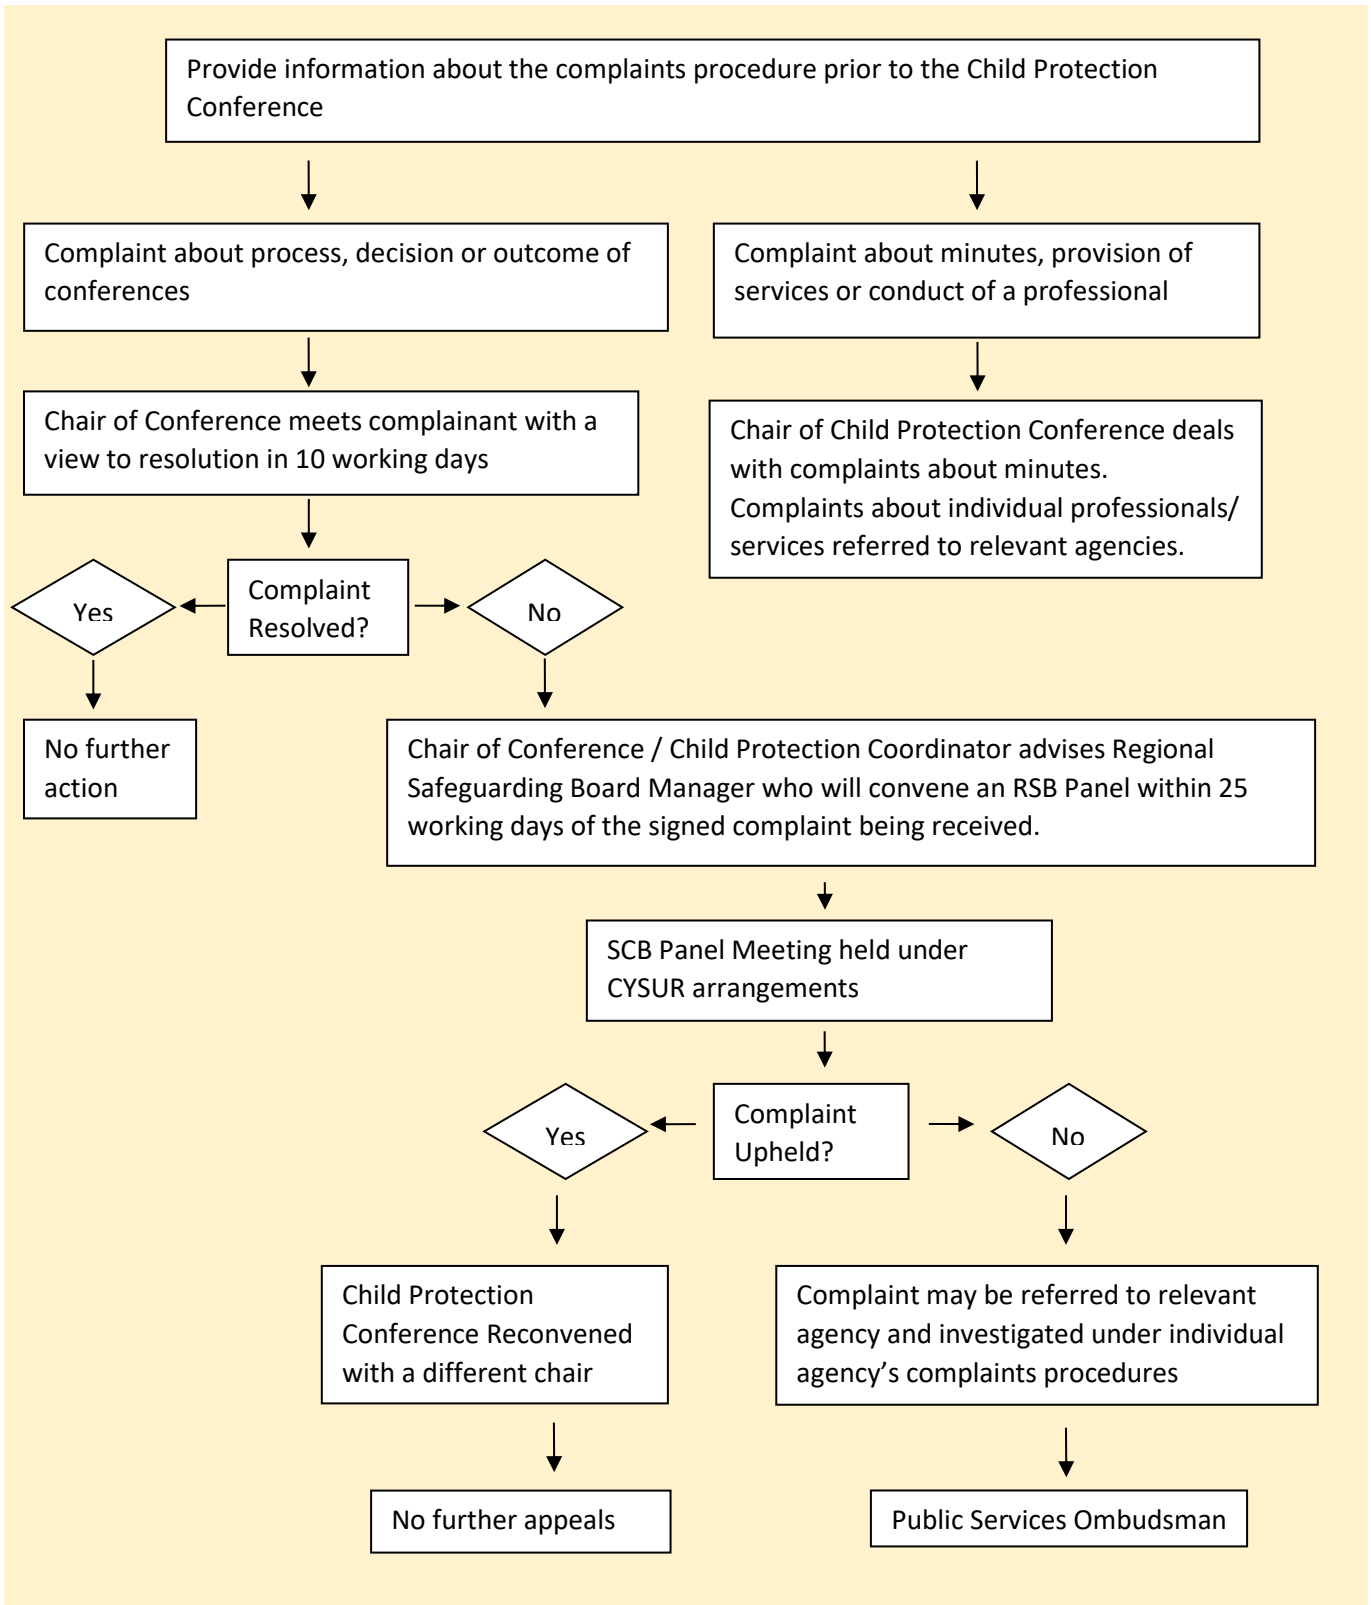 Provide information about the complaints procedure prior to the Child Protection
Conference
Complaint about process, decision or outcome of
conferences
Complaint about minutes, provision of
services or conduct of a professional
Chair of Conference meets complainant with a
view to resolution in 10 working days
Chair of Child Protection Conference deals
with complaints about minutes.
Complaints about individual professionals/
services referred to relevant agencies.
Yes
Complaint
Resolved?
No
No further
action
Chair of Conference / Child Protection Coordinator advises Regional
Safeguarding Board Manager who will convene an RSB Panel within 25
working days of the signed complaint being received.
SCB Panel Meeting held under
CYSUR arrangements
Yes
Complaint
Upheld?
No
Child Protection
Conference Reconvened
with a different chair
Complaint may be referred to relevant
agency and investigated under individual
agency’s complaints procedures
No further appeals
Public Services Ombudsman